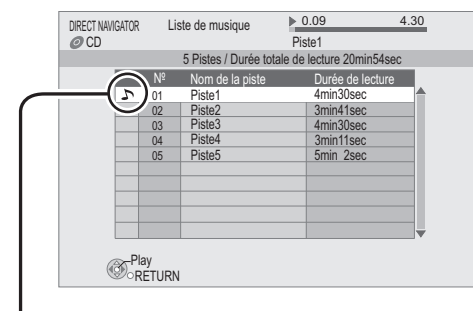 DIRECT NAVIGATOR Liste de musique 0.09 4.30
CD Piste1
5 Pistes / Durée totale de lecture 20min54sec
Nº Nom de la piste Durée de lecture
01 Piste1 4min30sec
02 Piste2 3min41sec
03 Piste3 4min30sec
04 Piste4 3min11sec
05 Piste5 5min 2sec
Play
RETURN